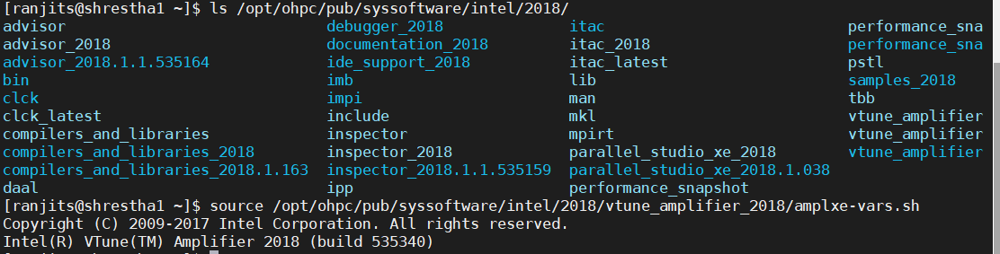 [ranjits@shrestha1 ~]$ ls /opt/ohpc/pub/syssoftware/intel/2018/
advisor debugger_2018 itac performance_sna
advisor_2018 documentation_2018 itac_2018 performance_sna
advisor_2018.1.1.535164 ide_support_2018 itac_latest pstl
bin imb lib samples_2018
clck impi man tbb
clck_latest include mkl vtune_amplifier
compilers_and_libraries inspector mpirt vtune_amplifier
compilers_and_libraries_2018 inspector_2018 parallel_studio_xe_2018 vtune_amplifier
compilers_and_libraries_2018.1.163 inspector_2018.1.1.535159 parallel_studio_xe_2018.1.038
daal ipp performance_snapshot
[ranjits@shrestha1 ~]$ source /opt/ohpc/pub/syssoftware/intel/2018/vtune_amplifier_2018/amplxe-vars.sh
Copyright (C) 2009-2017 Intel Corporation. All rights reserved.
Intel(R) VTune(TM) Amplifier 2018 (build 535340)